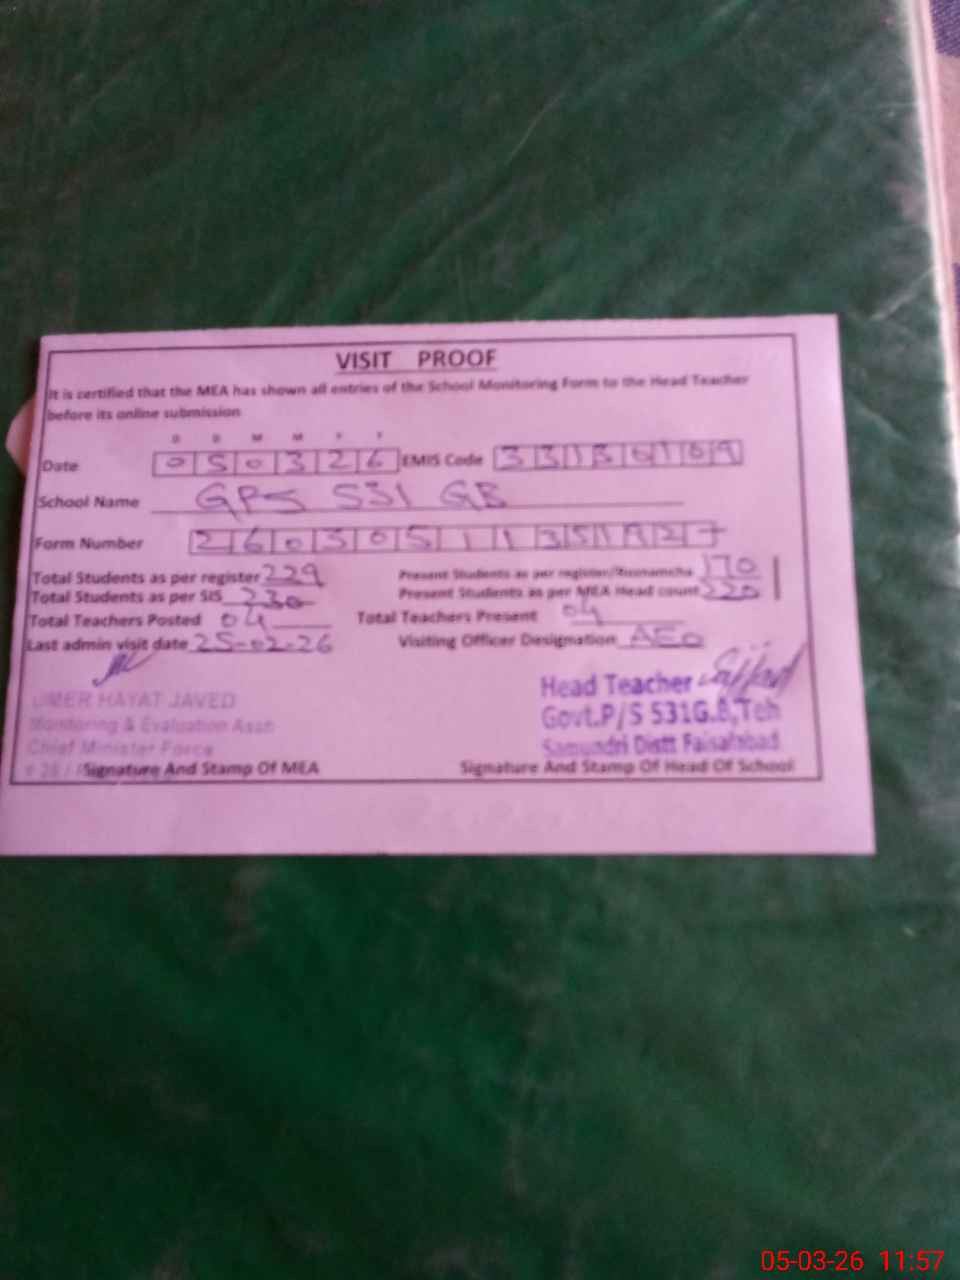 VISIT PROOF
It is certified that the MEA has shown all entries of the School Monitoring Form to the Head Teacher
before its online submission
D D M M Y Y
Date 050326 EMIS Code
School Name GPS 531 GB
Form Number
Total Students as per register 229 Present Students as per register/Roznamcha 170
Total Students as per SIS 230 Present Students as per MEA Head count 220
Total Teachers Posted 04 Total Teachers Present 04
Last admin visit date 25-02-26 Visiting Officer Designation AEO
UMER HAYAT JAVED
Monitoring & Evaluation Asstt
Chief Minister Force
Head Teacher Sajjad
Govt.P/S 531G.B,Teh
Samundri Distt Faisalabad
Signature And Stamp Of MEA Signature And Stamp Of Head Of School
05-03-26 11:57